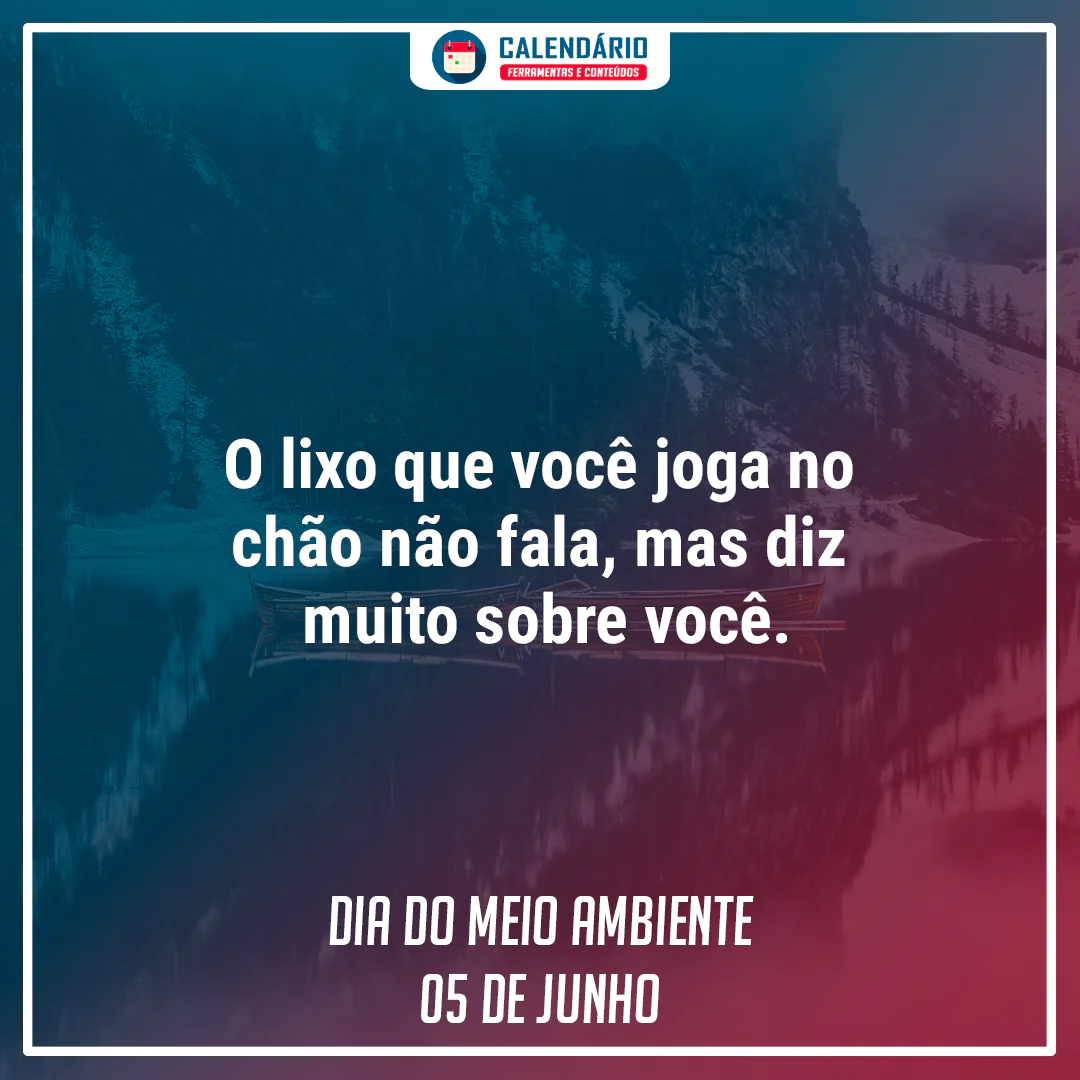 CALENDÁRIO
FERRAMENTAS E CONTEÚDOS
O lixo que você joga no
chão não fala, mas diz
muito sobre você.
DIA DO MEIO AMBIENTE
05 DE JUNHO